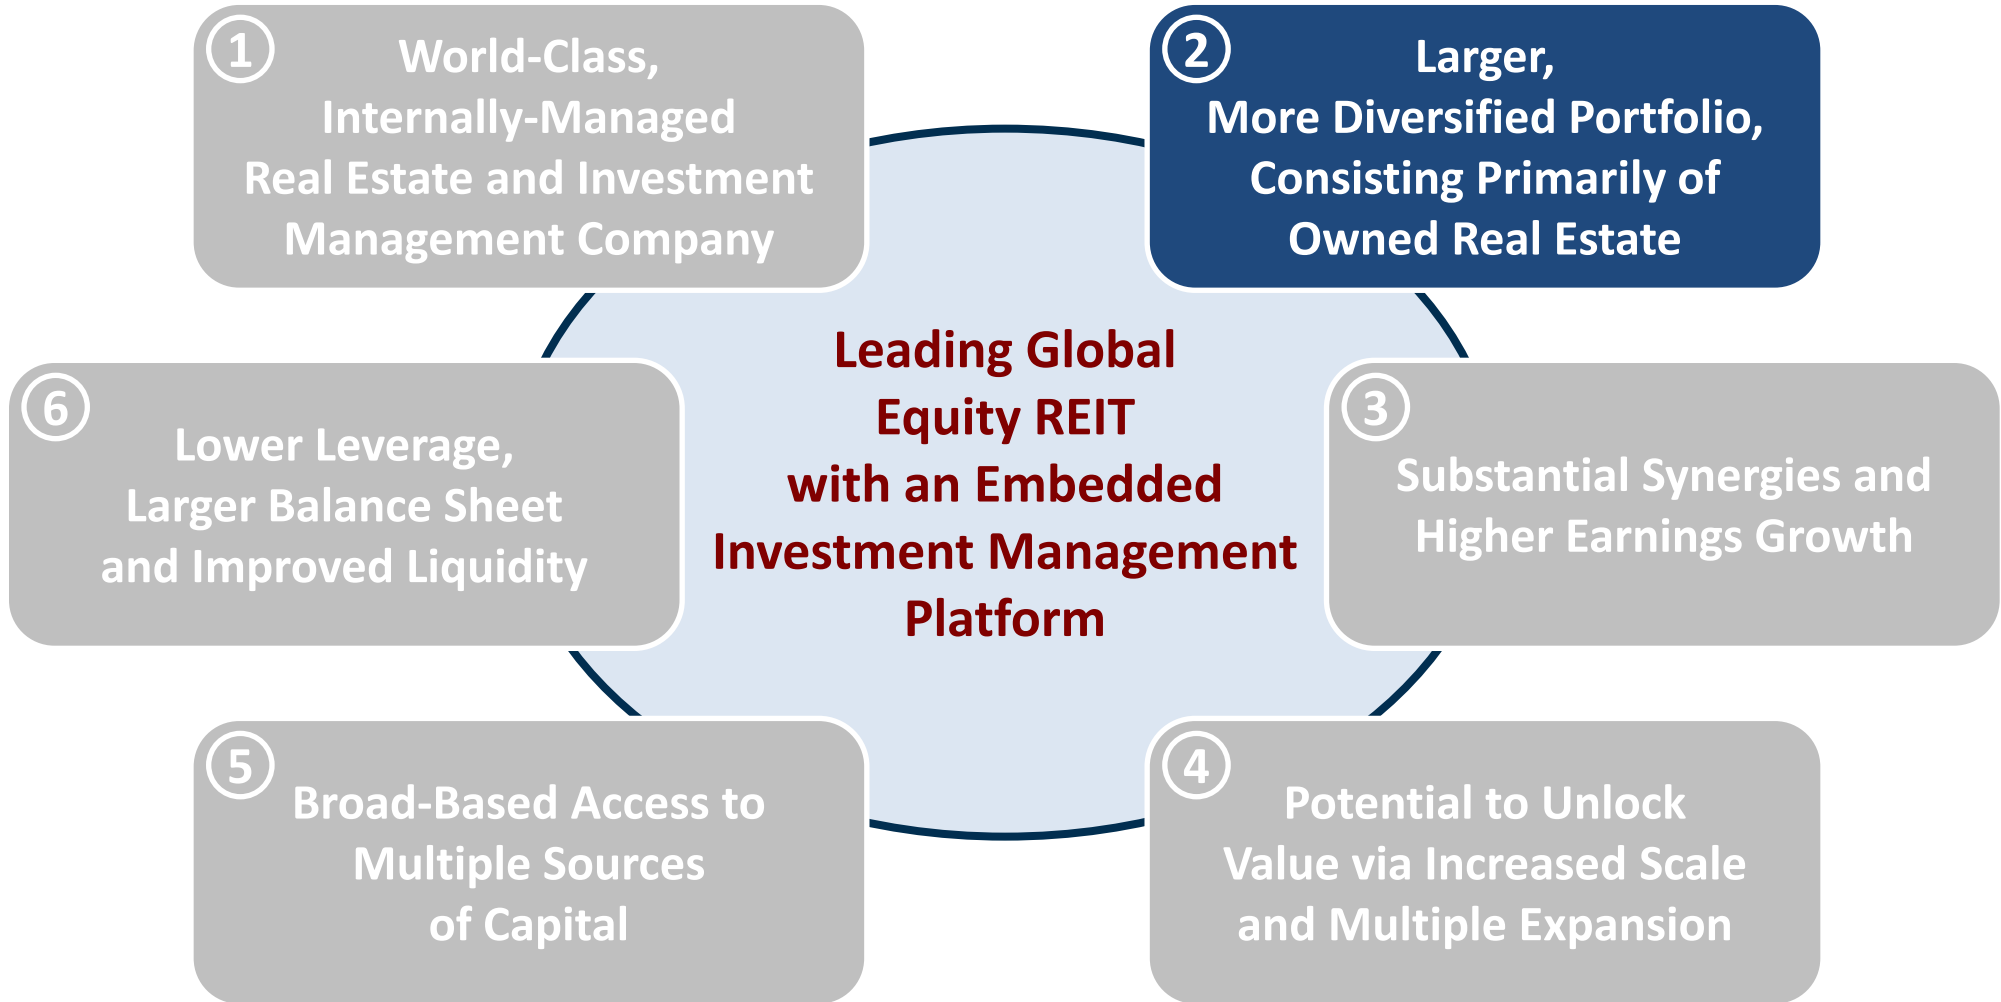 1
World-Class,
Internally-Managed
Real Estate and Investment
Management Company
2
Larger,
More Diversified Portfolio,
Consisting Primarily of
Owned Real Estate
Leading Global
Equity REIT
with an Embedded
Investment Management
Platform
3
Substantial Synergies and
Higher Earnings Growth
4
Potential to Unlock
Value via Increased Scale
and Multiple Expansion
5
Broad-Based Access to
Multiple Sources
of Capital
6
Lower Leverage,
Larger Balance Sheet
and Improved Liquidity